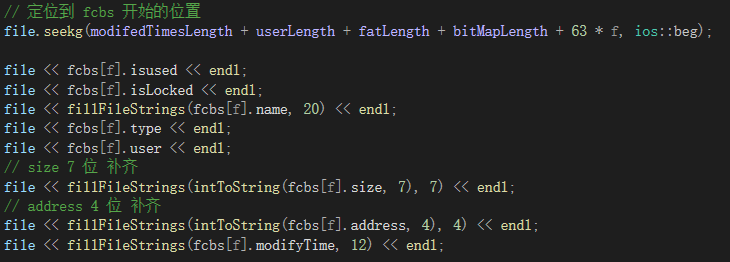 // 定位到 fcbs 开始的位置
file.seekg(modifedTimesLength + userLength + fatLength + bitMapLength + 63 * f, ios::beg);
file << fcbs[f].isused << endl;
file << fcbs[f].isLocked << endl;
file << fillFileStrings(fcbs[f].name, 20) << endl;
file << fcbs[f].type << endl;
file << fcbs[f].user << endl;
// size 7 位 补齐
file << fillFileStrings(intToString(fcbs[f].size, 7), 7) << endl;
// address 4 位 补齐
file << fillFileStrings(intToString(fcbs[f].address, 4), 4) << endl;
file << fillFileStrings(fcbs[f].modifyTime, 12) << endl;